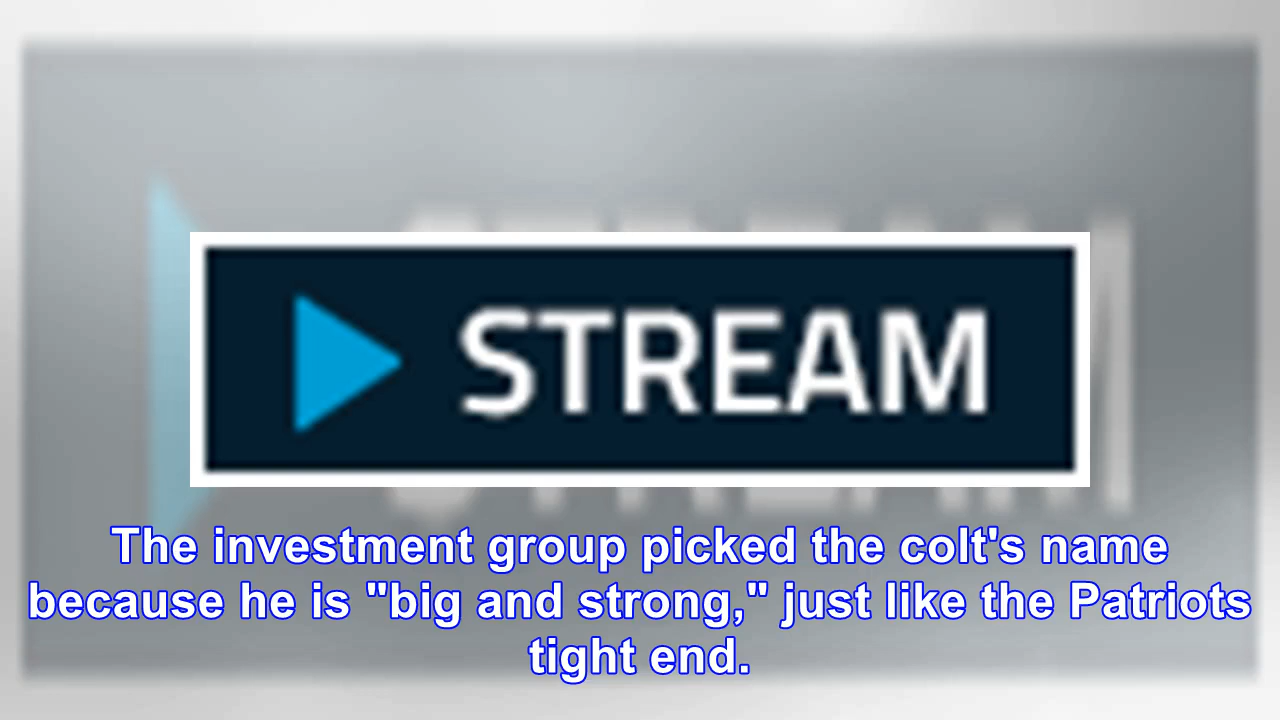 STREAM
The investment group picked the colt's name
because he is "big and strong," just like the Patriots
tight end.